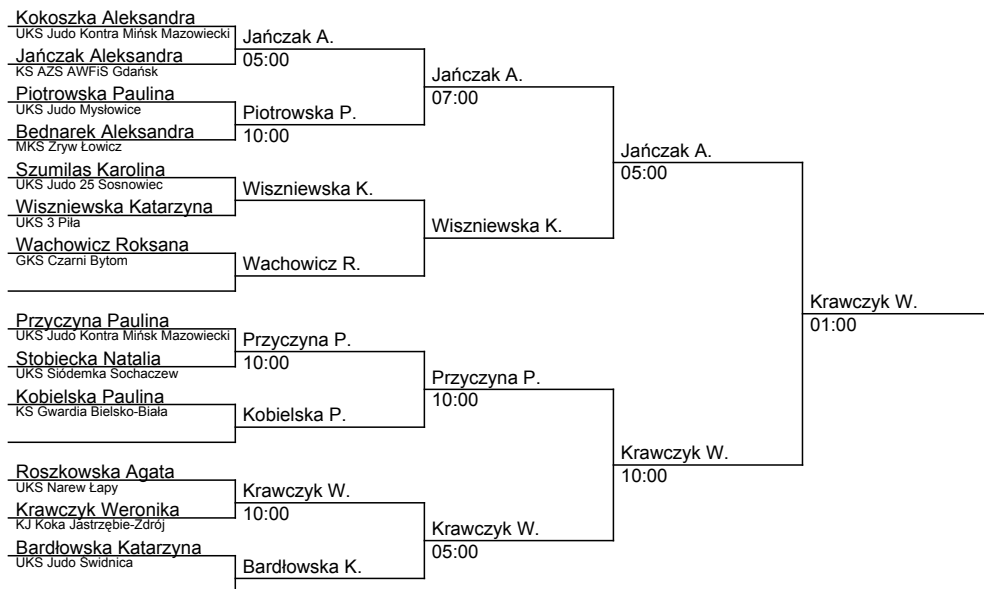 Kokoszka Aleksandra
UKS Judo Kontra Mińsk Mazowiecki
Jańczak Aleksandra
KS AZS AWFiS Gdańsk
Piotrowska Paulina
UKS Judo Mysłowice
Bednarek Aleksandra
MKS Zryw Łowicz
Szumilas Karolina
UKS Judo 25 Sosnowiec
Wiszniewska Katarzyna
UKS 3 Piła
Wachowicz Roksana
GKS Czarni Bytom
Przyczyna Paulina
UKS Judo Kontra Mińsk Mazowiecki
Stobiecka Natalia
UKS Siódemka Sochaczew
Kobielska Paulina
KS Gwardia Bielsko-Biała
Roszkowska Agata
UKS Narew Łapy
Krawczyk Weronika
KJ Koka Jastrzębie-Zdrój
Bardłowska Katarzyna
UKS Judo Świdnica
Jańczak A.
05:00
Piotrowska P.
10:00
Wiszniewska K.
Wachowicz R.
Przyczyna P.
10:00
Kobielska P.
Krawczyk W.
10:00
Bardłowska K.
Jańczak A.
07:00
Wiszniewska K.
Przyczyna P.
10:00
Krawczyk W.
05:00
Jańczak A.
05:00
Krawczyk W.
10:00
Krawczyk W.
01:00